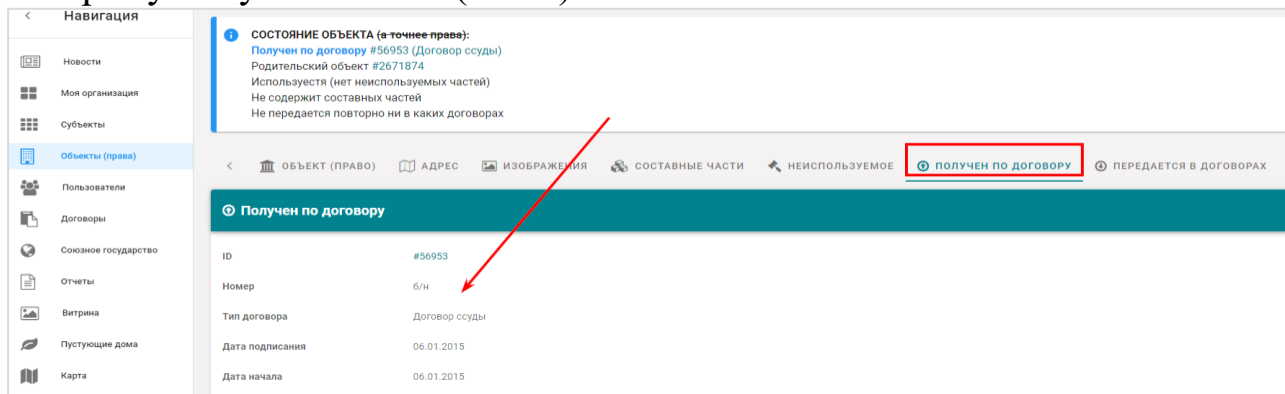 Навигация
Новости
Моя организация
Субъекты
Объекты (права)
Пользователи
Договоры
Союзное государство
Отчеты
Витрина
Пустующие дома
Карта
СОСТОЯНИЕ ОБЪЕКТА (а точнее права):
Получен по договору #56953 (Договор ссуды)
Родительский объект #2671874
Используестя (нет неиспользуемых частей)
Не содержит составных частей
Не передается повторно ни в каких договорах
ОБЪЕКТ (ПРАВО) АДРЕС ИЗОБРАЖЕНИЯ СОСТАВНЫЕ ЧАСТИ НЕИСПОЛЬЗУЕМОЕ ПОЛУЧЕН ПО ДОГОВОРУ ПЕРЕДАЕТСЯ В ДОГОВОРАХ
Получен по договору
ID #56953
Номер б/н
Тип договора Договор ссуды
Дата подписания 06.01.2015
Дата начала 06.01.2015